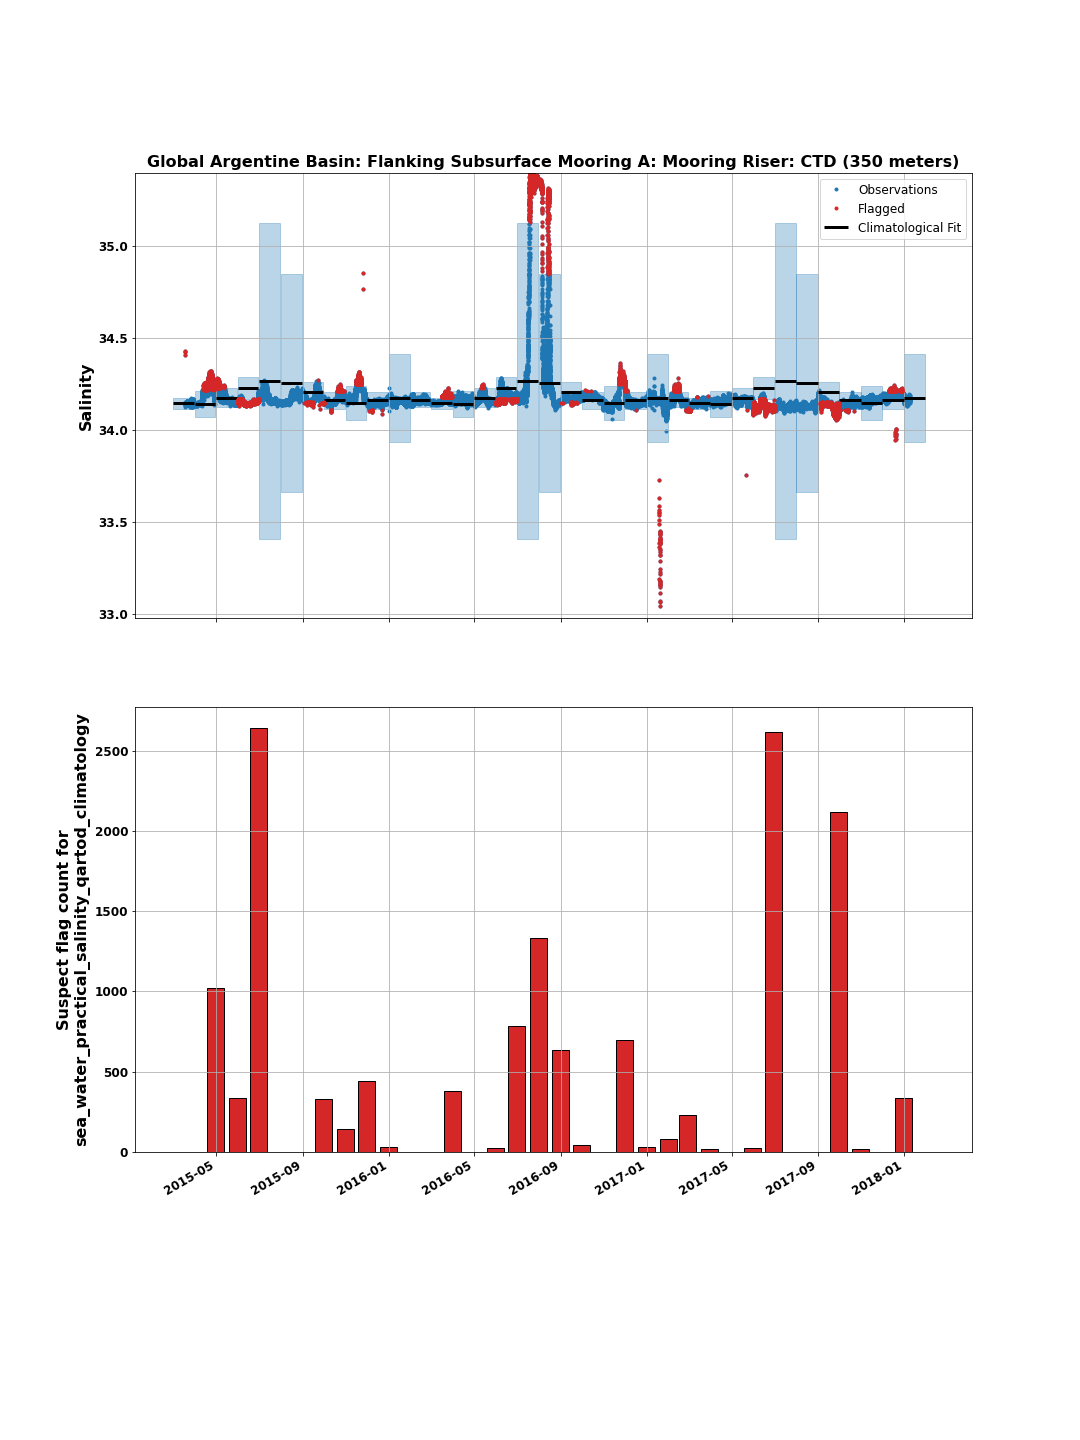 Global Argentine Basin: Flanking Subsurface Mooring A: Mooring Riser: CTD (350 meters)
Observations
Flagged
Climatological Fit
Salinity
35.0
34.5
34.0
33.5
33.0
Suspect flag count for
sea_water_practical_salinity_qartod_climatology
2500
2000
1500
1000
500
0
2015-05
2015-09
2016-01
2016-05
2016-09
2017-01
2017-05
2017-09
2018-01